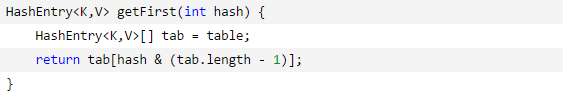 HashEntry<K,V> getFirst(int hash) {
    HashEntry<K,V>[] tab = table;
    return tab[hash & (tab.length - 1)];
}